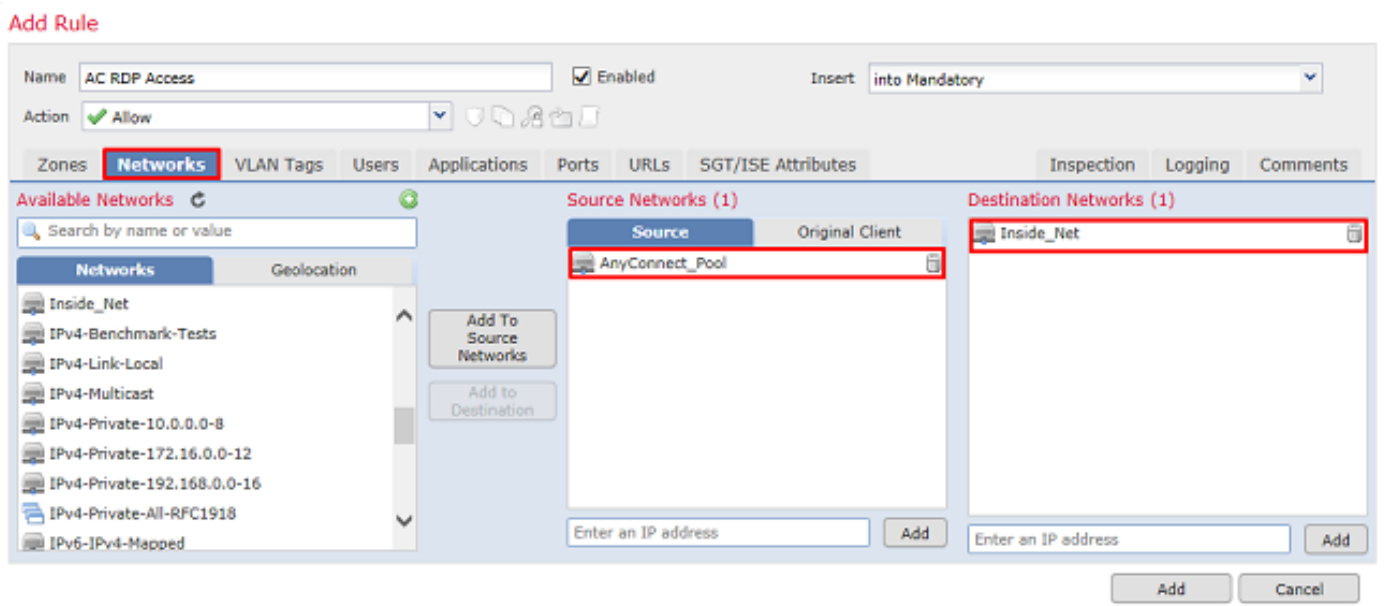 Add Rule
Name AC RDP Access Enabled Insert into Mandatory
Action Allow
Zones Networks VLAN Tags Users Applications Ports URLs SGT/ISE Attributes Inspection Logging Comments
Available Networks Source Networks (1) Destination Networks (1)
Search by name or value Source Original Client Inside_Net
Networks Geolocation AnyConnect_Pool
Inside_Net
IPv4-Benchmark-Tests
IPv4-Link-Local
IPv4-Multicast
IPv4-Private-10.0.0.0-8
IPv4-Private-172.16.0.0-12
IPv4-Private-192.168.0.0-16
IPv4-Private-All-RFC1918
IPv6-IPv4-Mapped
Add To
Source
Networks
Add to
Destination
Enter an IP address Add Enter an IP address Add
Add Cancel